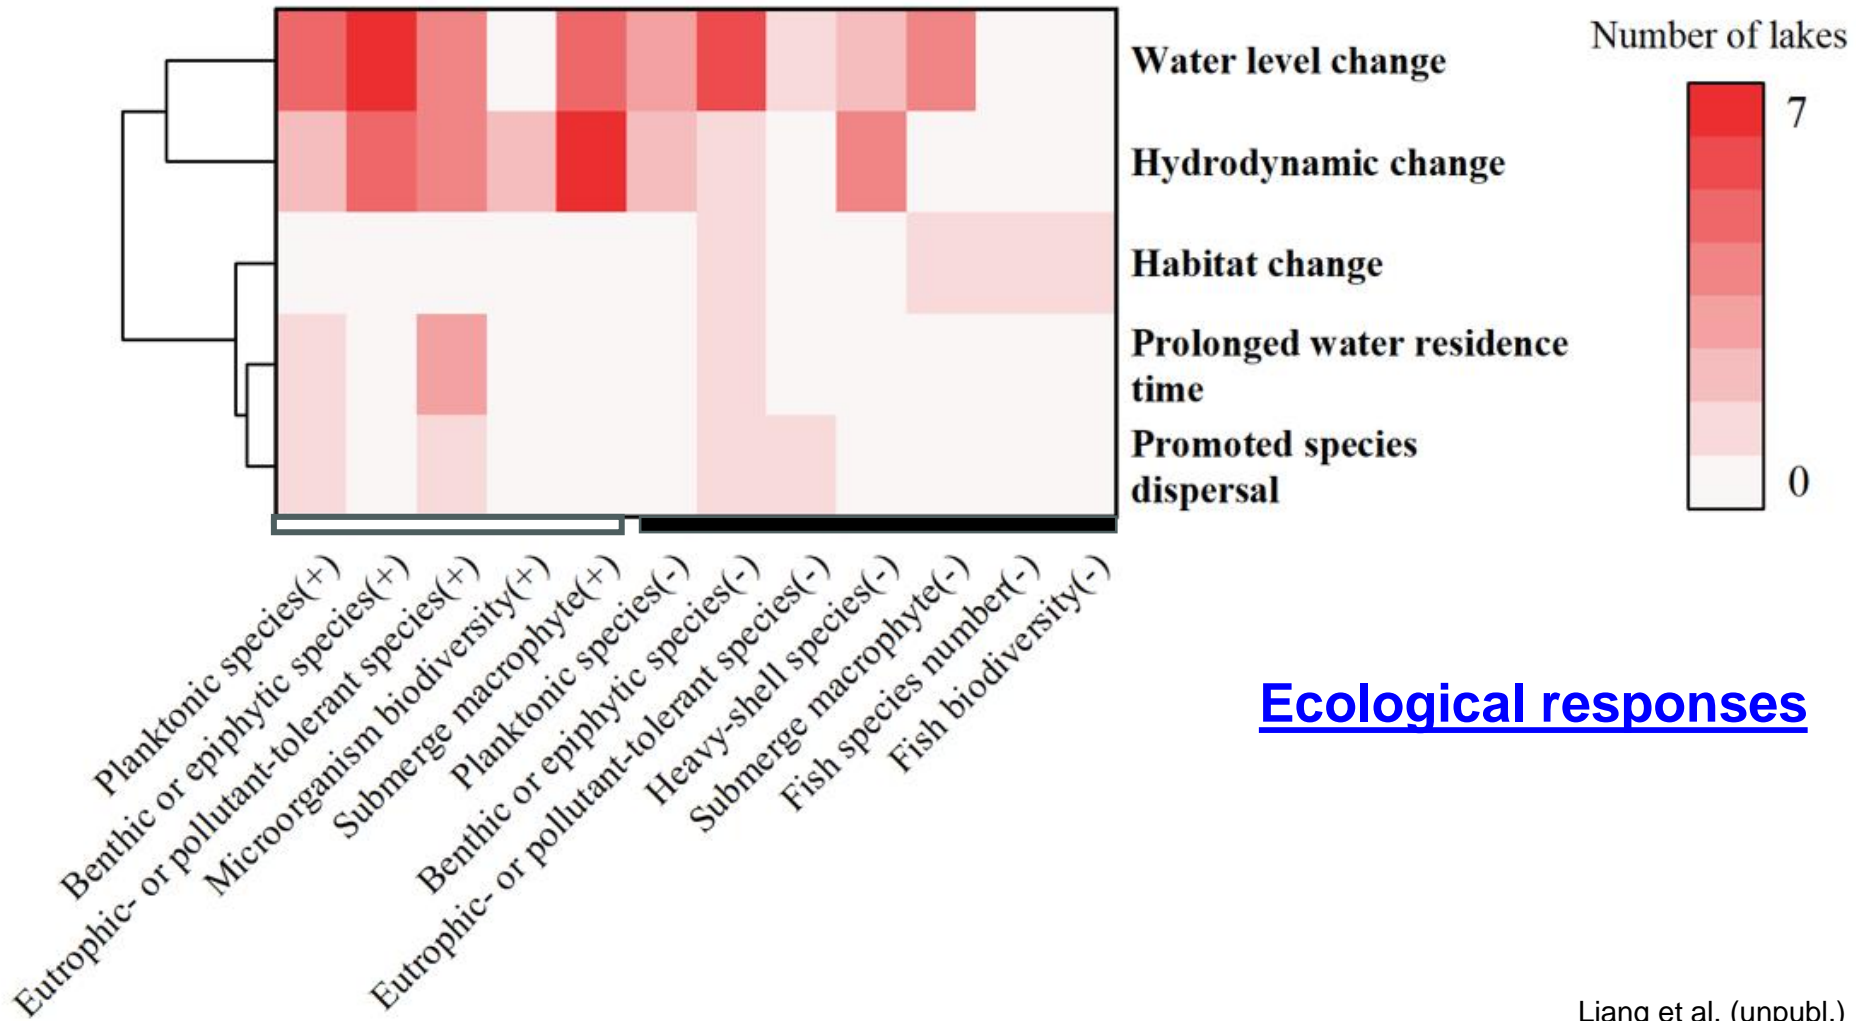 Number of lakes
7
0
Water level change
Hydrodynamic change
Habitat change
Prolonged water residence
time
Promoted species
dispersal
Planktonic species(+)
Benthic or epiphytic species(+)
Eutrophic- or pollutant-tolerant species(+)
Microorganism biodiversity(+)
Submerge macrophyte(+)
Planktonic species(-)
Benthic or epiphytic species(-)
Eutrophic- or pollutant-tolerant species(-)
Heavy-shell species(-)
Submerge macrophyte(-)
Fish species number(-)
Fish biodiversity(-)
Ecological responses
Liang et al. (unpubl.)